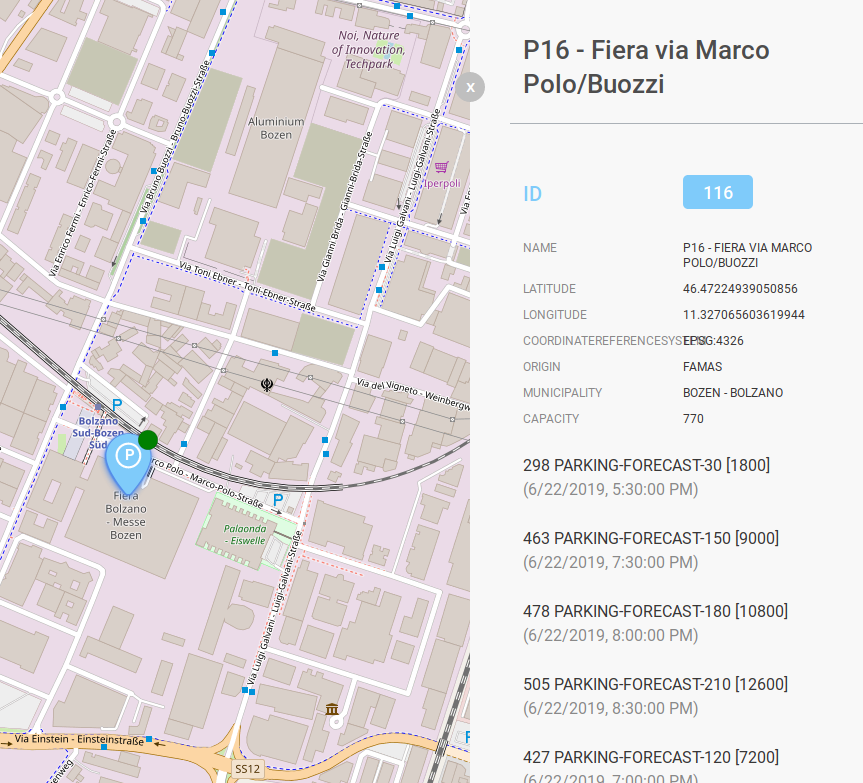 Noi, Nature
of Innovation,
Techpark
Aluminium
Bozen
Iperpoli
Via Bruno Buozzi - Bruno-Buozzi-Straße
Via Enrico Fermi - Enrico-Fermi-Straße
Via Gianni Brida - Gianni-Brida-Straße
Via Luigi Galvani - Luigi-Galvani-Straße
Via Toni Ebner - Toni-Ebner-Straße
Via del Vigneto - Weinbergw
P
Bolzano
Sud-Bozen
Süd
P
arco Polo - Marco-Polo-Straße
P
Fiera
Bolzano
- Messe
Bozen
Palaonda
- Eiswelle
Via Luigi Galvani - Luigi-Galvani-Straße
Via Einstein - Einsteinstraße
SS12
enweg
P
x
P16 - Fiera via Marco
Polo/Buozzi
ID 116
NAME P16 - FIERA VIA MARCO
POLO/BUOZZI
LATITUDE 46.47224939050856
LONGITUDE 11.327065603619944
COORDINATEREFERENCESYSTEM EPSG:4326
ORIGIN FAMAS
MUNICIPALITY BOZEN - BOLZANO
CAPACITY 770
298 PARKING-FORECAST-30 [1800]
(6/22/2019, 5:30:00 PM)
463 PARKING-FORECAST-150 [9000]
(6/22/2019, 7:30:00 PM)
478 PARKING-FORECAST-180 [10800]
(6/22/2019, 8:00:00 PM)
505 PARKING-FORECAST-210 [12600]
(6/22/2019, 8:30:00 PM)
427 PARKING-FORECAST-120 [7200]
(6/22/2019, 7:00:00 PM)